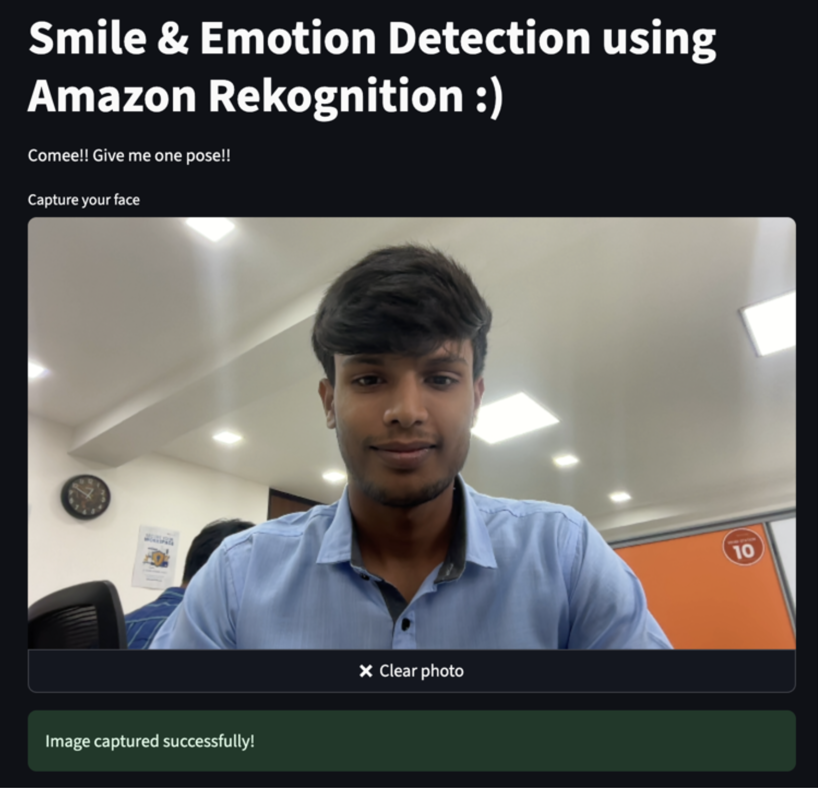 Smile & Emotion Detection using
Amazon Rekognition :)
Comee!! Give me one pose!!
Capture your face
10
Clear photo
Image captured successfully!